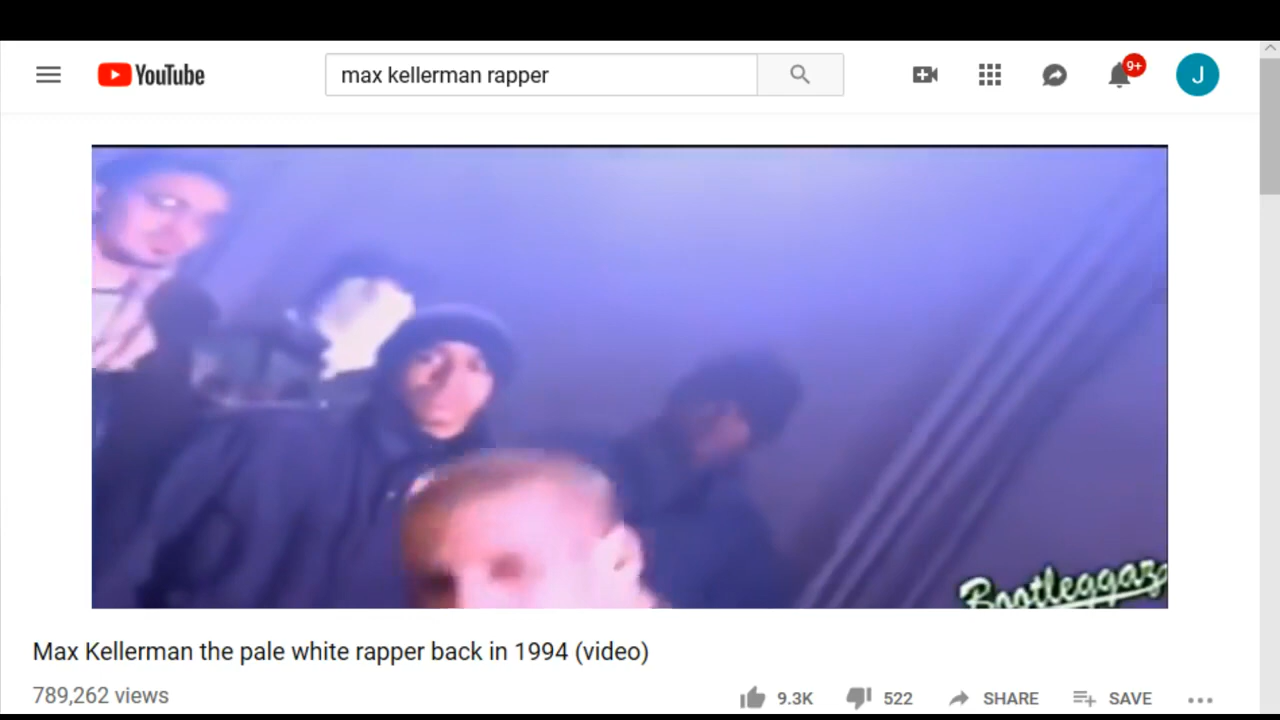 YouTube
max kellerman rapper
9+
J
Bootleggaz
Max Kellerman the pale white rapper back in 1994 (video)
789,262 views
9.3K 522 SHARE SAVE